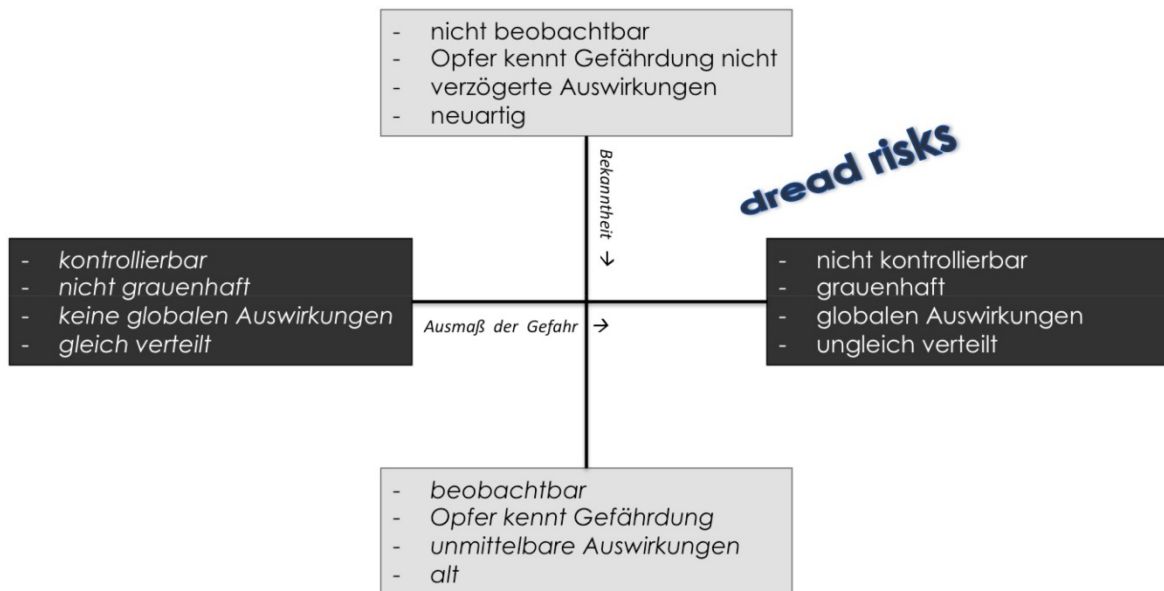 - nicht beobachtbar
- Opfer kennt Gefährdung nicht
- verzögerte Auswirkungen
- neuartig
Bekanntheit →
dread risks
- kontrollierbar
- nicht grauenhaft
- keine globalen Auswirkungen
- gleich verteilt
Ausmaß der Gefahr →
- nicht kontrollierbar
- grauenhaft
- globalen Auswirkungen
- ungleich verteilt
- beobachtbar
- Opfer kennt Gefährdung
- unmittelbare Auswirkungen
- alt